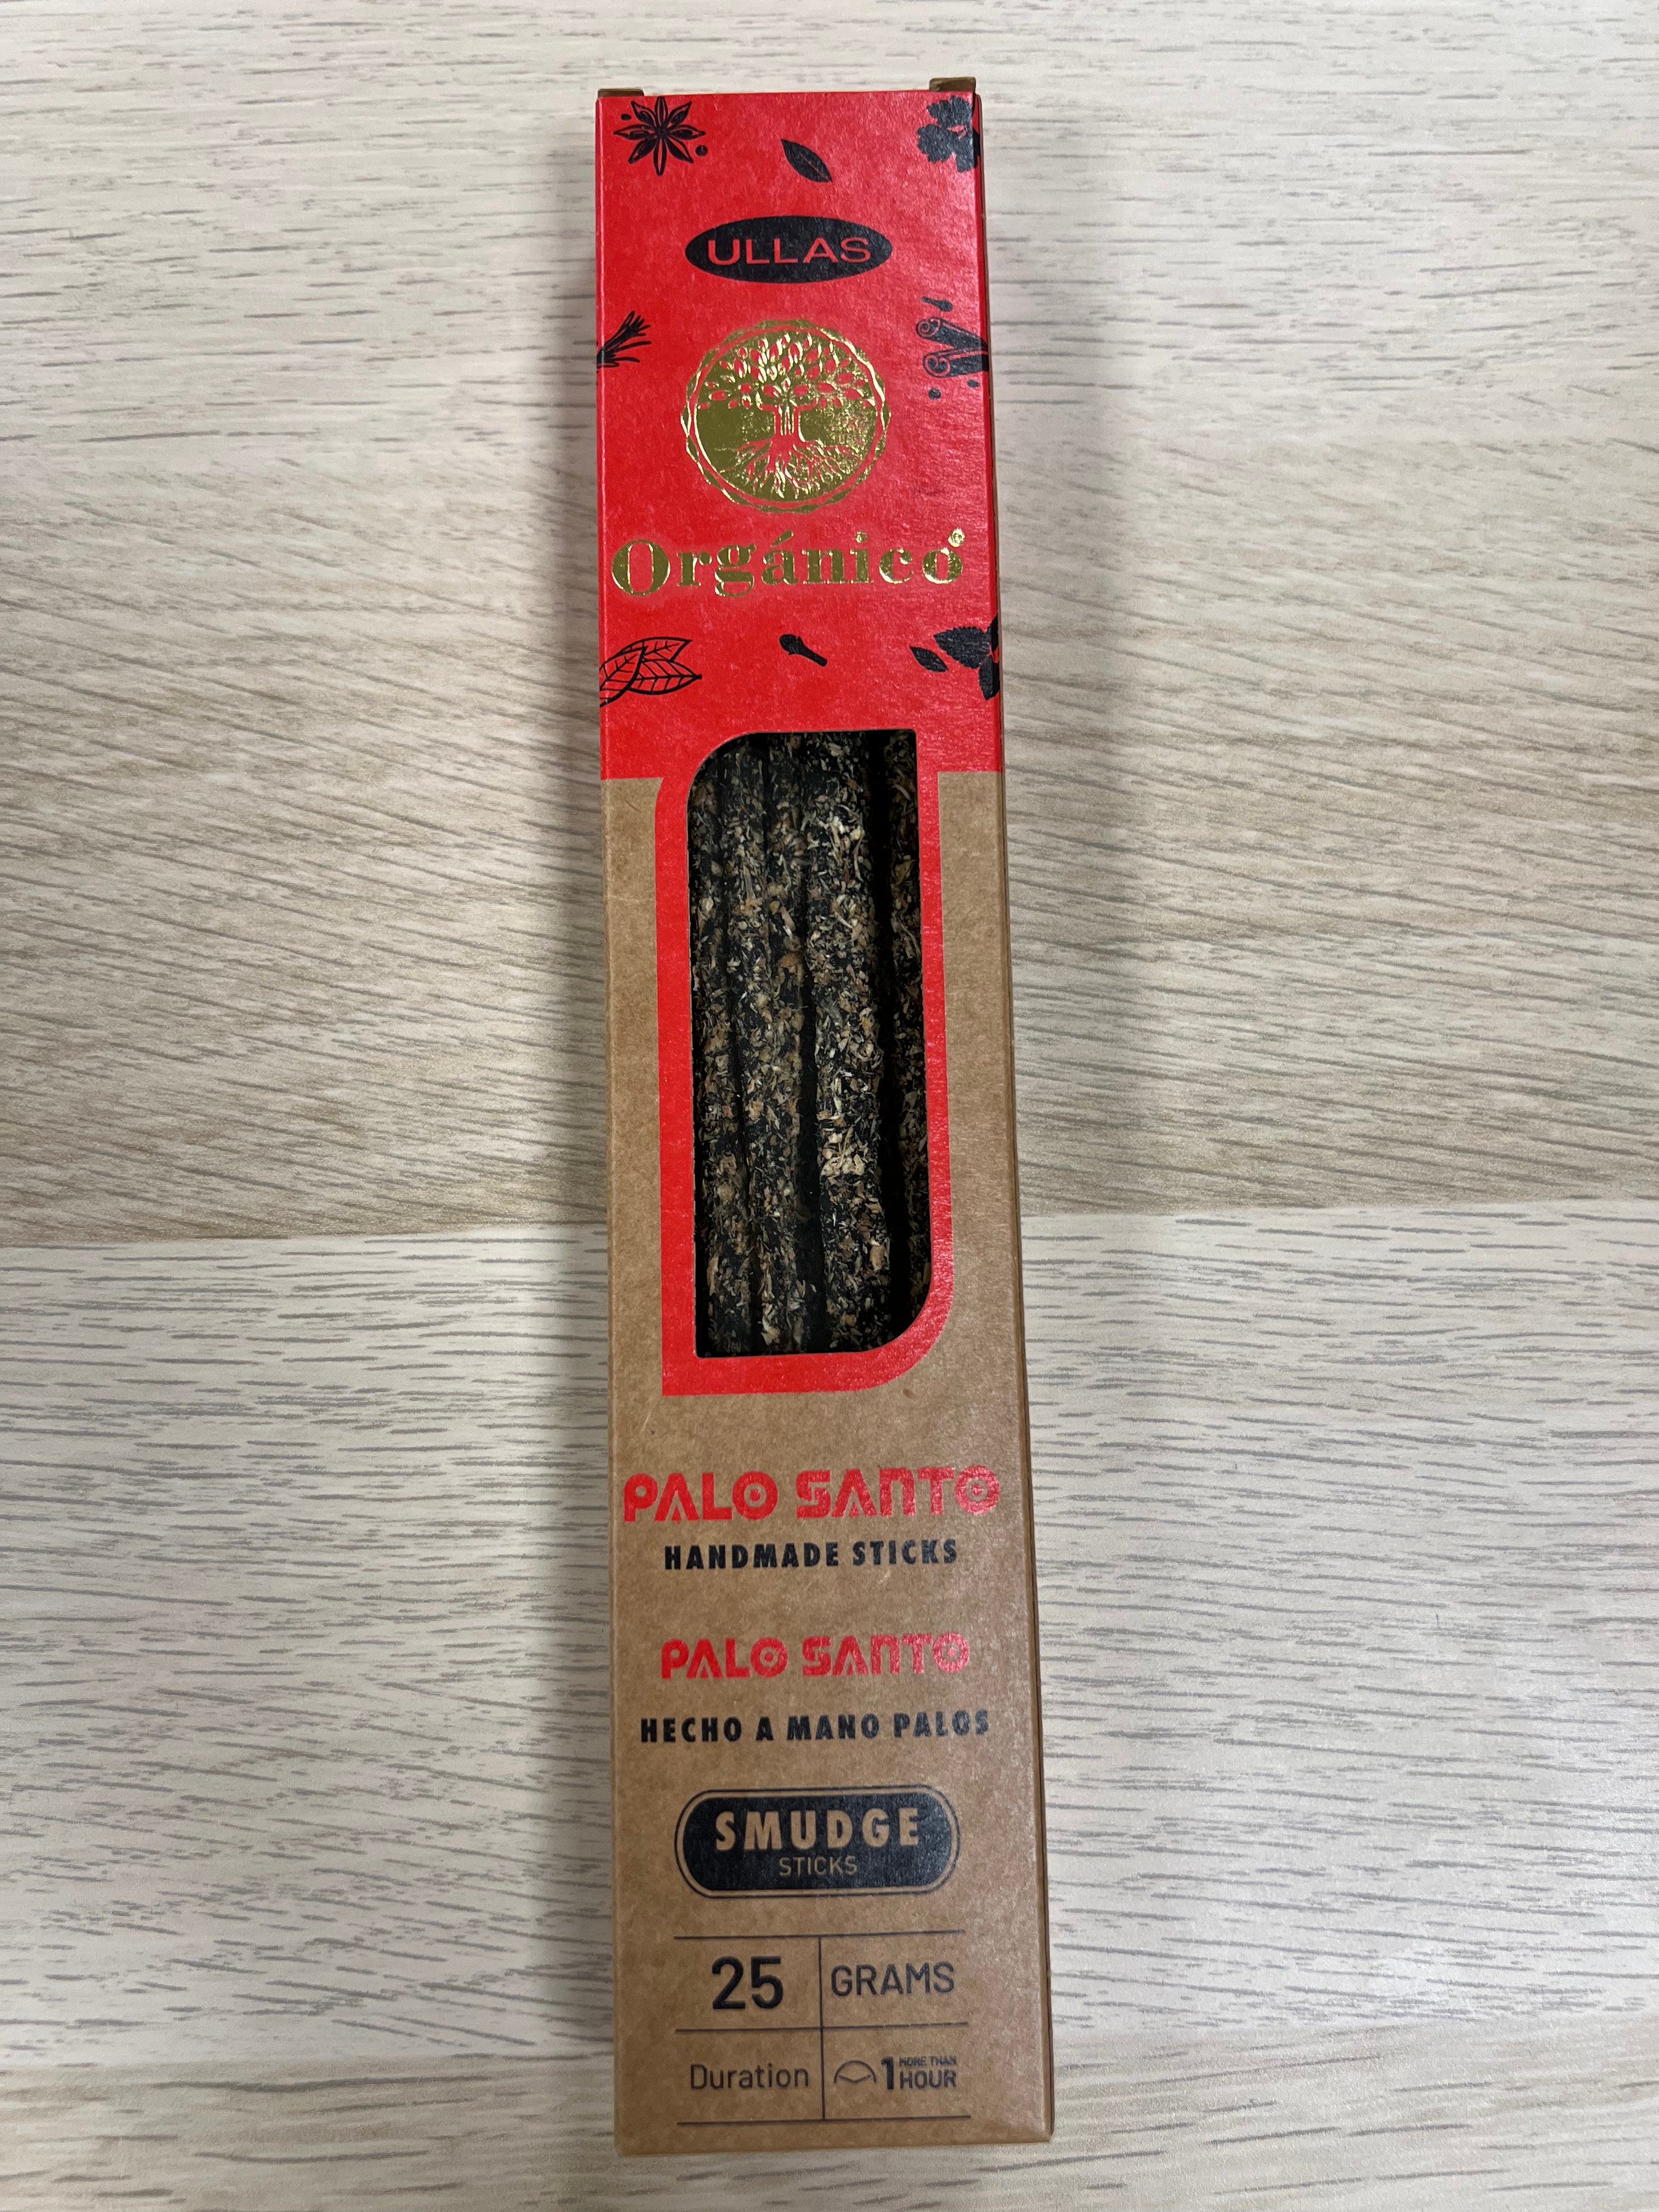 ULLAS
Orgánico
PALO SANTO
HANDMADE STICKS
PALO SANTO
HECHO A MANO PALOS
SMUDGE
STICKS
25 GRAMS
Duration 1 MORE THAN HOUR